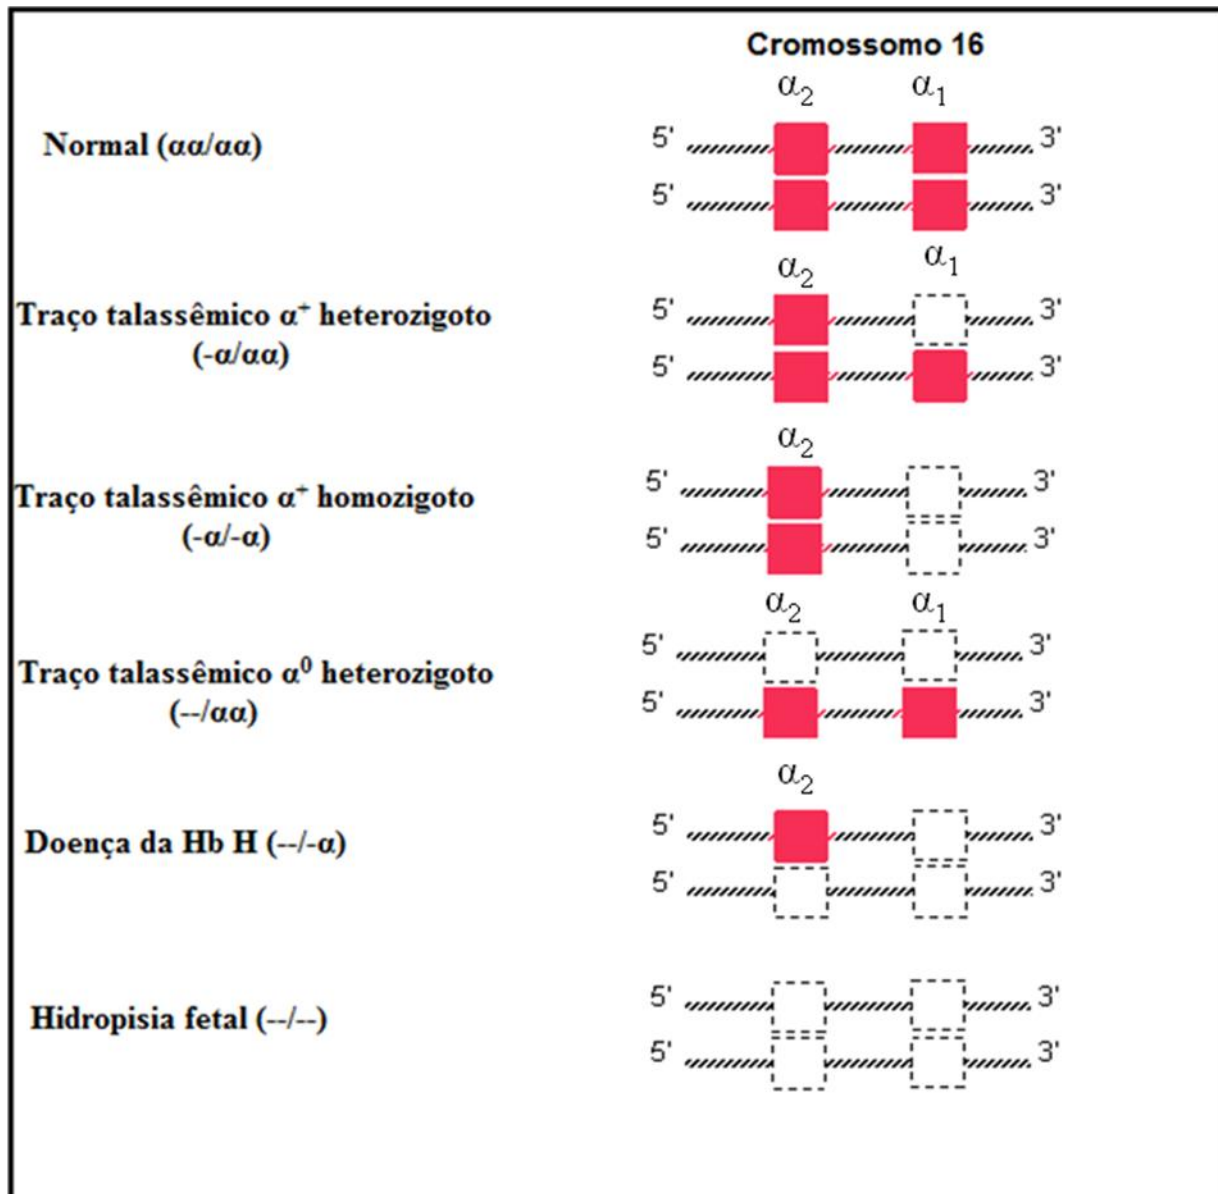 Cromossomo 16
α2 α1
Normal (αα/αα)
5' 3'
5' 3'
α2 α1
Traço talassêmico α⁺ heterozigoto
(-α/αα)
5' 3'
5' 3'
α2
Traço talassêmico α⁺ homozigoto
(-α/-α)
5' 3'
5' 3'
α2 α1
Traço talassêmico α⁰ heterozigoto
(--/αα)
5' 3'
5' 3'
α2
Doença da Hb H (--/-α)
5' 3'
5' 3'
Hidropisia fetal (--/--)
5' 3'
5' 3'